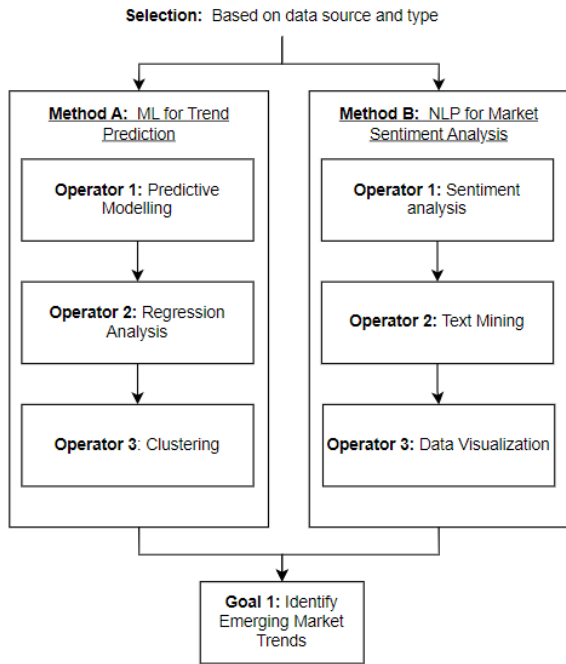 Selection: Based on data source and type
Method A: ML for Trend
Prediction
Operator 1: Predictive
Modelling
Operator 2: Regression
Analysis
Operator 3: Clustering
Method B: NLP for Market
Sentiment Analysis
Operator 1: Sentiment
analysis
Operator 2: Text Mining
Operator 3: Data Visualization
Goal 1: Identify
Emerging Market
Trends